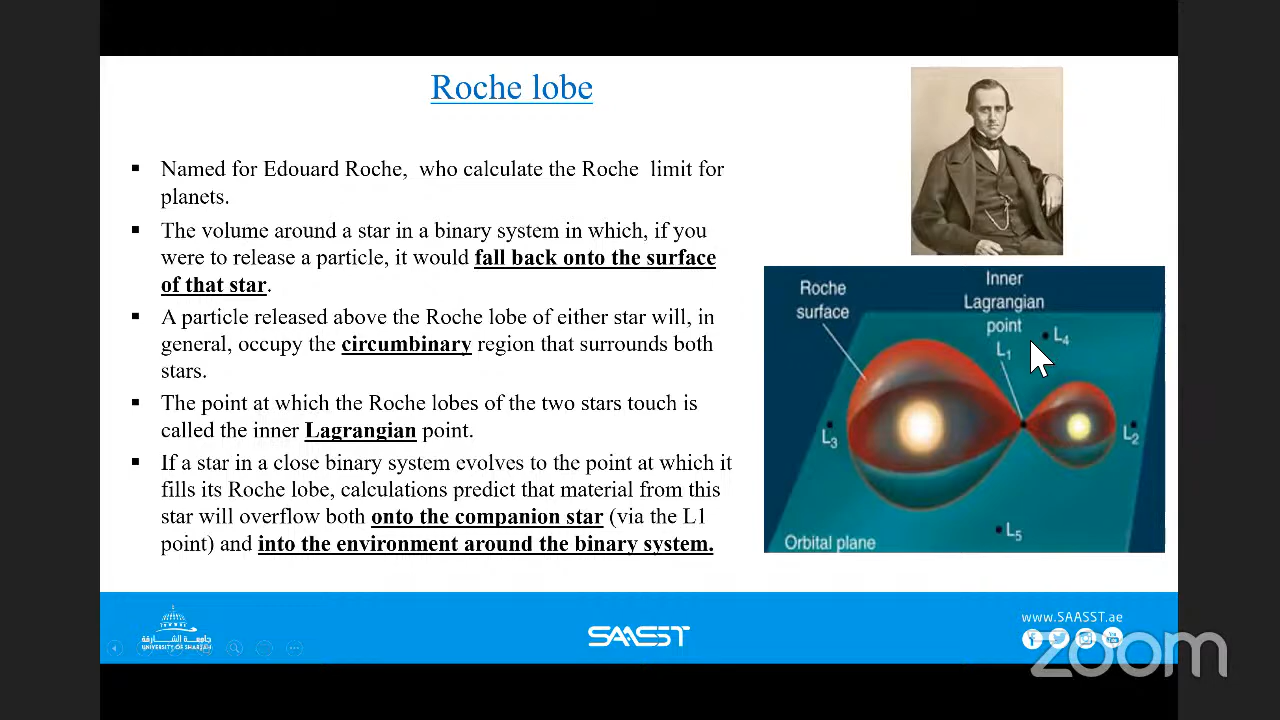 Roche lobe
Named for Edouard Roche, who calculate the Roche limit for
planets.
The volume around a star in a binary system in which, if you
were to release a particle, it would fall back onto the surface
of that star.
A particle released above the Roche lobe of either star will, in
general, occupy the circumbinary region that surrounds both
stars.
The point at which the Roche lobes of the two stars touch is
called the inner Lagrangian point.
If a star in a close binary system evolves to the point at which it
fills its Roche lobe, calculations predict that material from this
star will overflow both onto the companion star (via the L1
point) and into the environment around the binary system.
Roche
surface
Inner
Lagrangian
point
L₁
L₄
L₃
L₂
L₅
Orbital plane
جامعة الشارقة
UNIVERSITY OF SHARJAH
SAASST
www.SAASST.ae
zoom